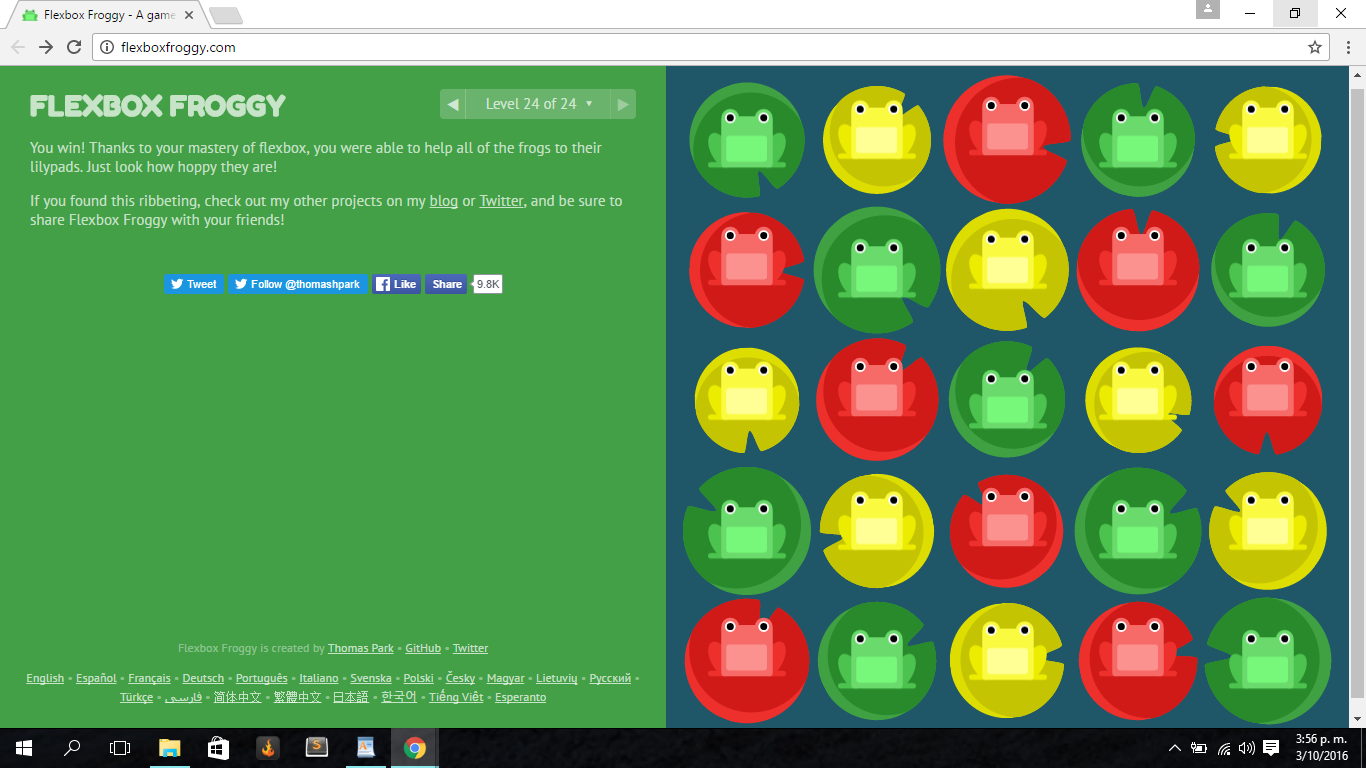 Flexbox Froggy - A game
flexboxfroggy.com
FLEXBOX FROGGY
Level 24 of 24
You win! Thanks to your mastery of flexbox, you were able to help all of the frogs to their
lilypads. Just look how hoppy they are!
If you found this ribbeting, check out my other projects on my blog or Twitter, and be sure to
share Flexbox Froggy with your friends!
Tweet Follow @thomashpark Like Share 9.8K
Flexbox Froggy is created by Thomas Park • GitHub • Twitter
English • Español • Français • Deutsch • Português • Italiano • Svenska • Polski • Česky • Magyar • Lietuvių • Русский •
Türkçe • فارسی • 简体中文 • 繁體中文 • 日本語 • 한국어 • Tiếng Việt • Esperanto
3:56 p. m.
3/10/2016